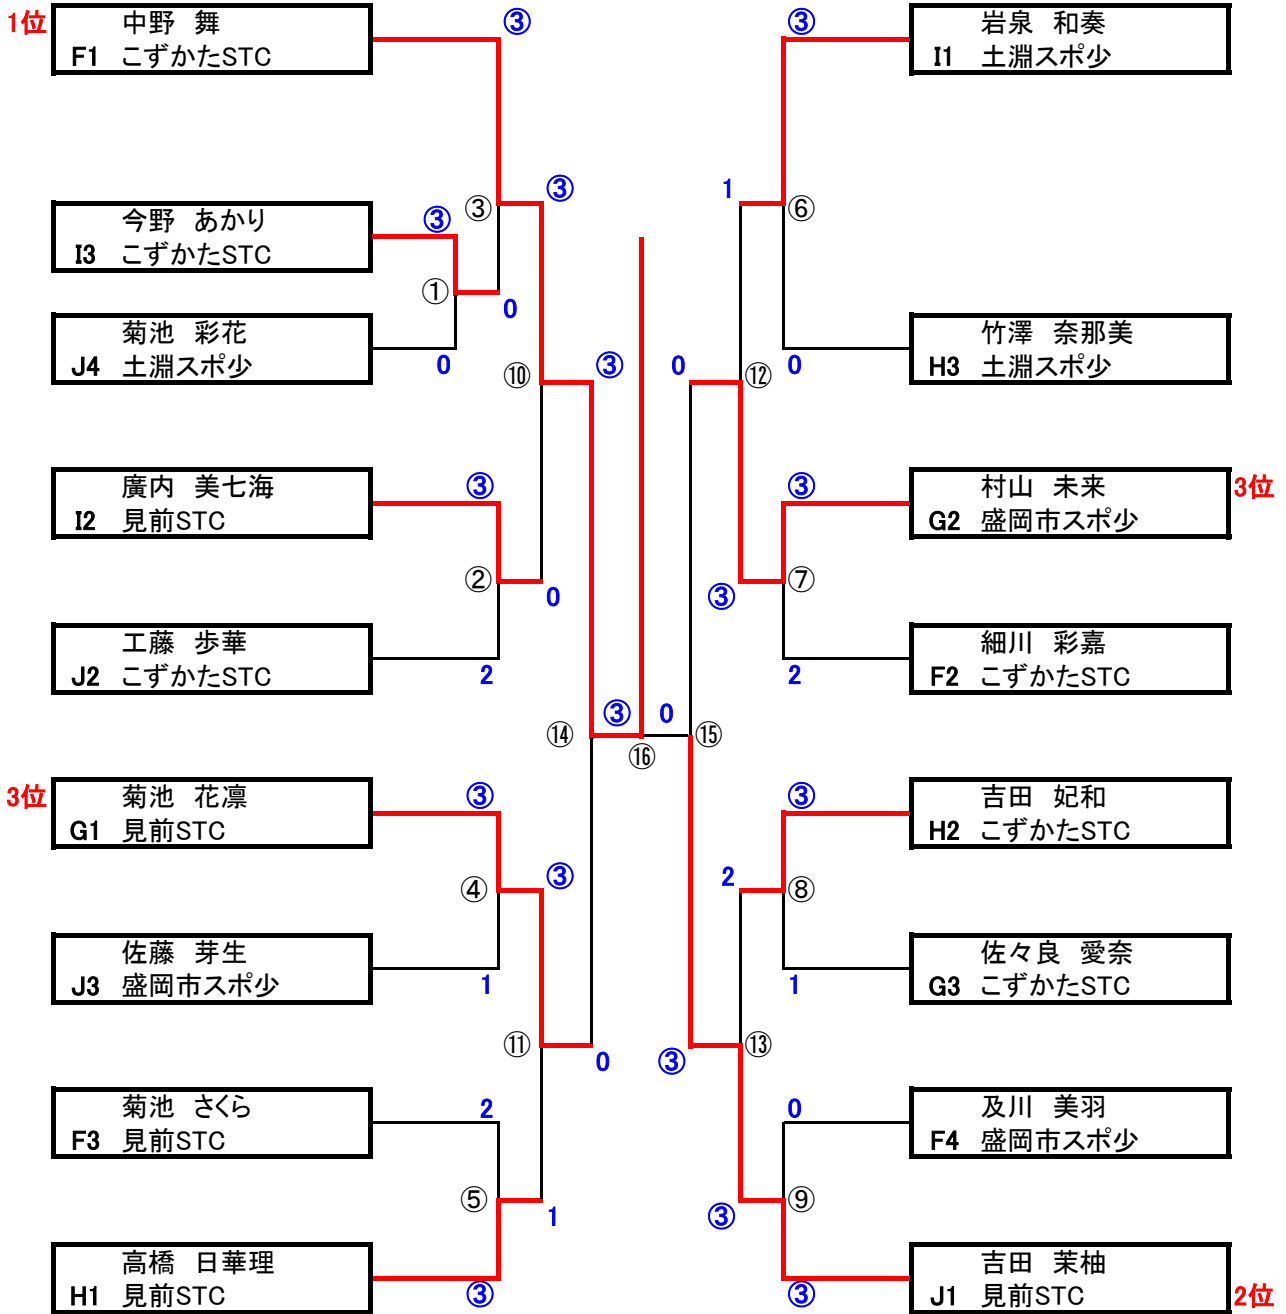 1位
中野 舞
F1 こずかたSTC
③
③
岩泉 和奏
I1 土淵スポ少
今野 あかり
I3 こずかたSTC
③
③
③
①
0
1
⑥
菊池 彩花
J4 土淵スポ少
0
⑩
③
0
⑫
0
竹澤 奈那美
H3 土淵スポ少
廣内 美七海
I2 見前STC
③
②
0
③
⑦
③
村山 未来
G2 盛岡市スポ少
3位
工藤 歩華
J2 こずかたSTC
2
2
細川 彩嘉
F2 こずかたSTC
⑭
③
0
⑯
⑮
3位
菊池 花凛
G1 見前STC
③
④
③
2
⑧
③
吉田 妃和
H2 こずかたSTC
佐藤 芽生
J3 盛岡市スポ少
1
1
佐々良 愛奈
G3 こずかたSTC
⑪
0
③
⑬
菊池 さくら
F3 見前STC
2
⑤
1
③
⑨
0
及川 美羽
F4 盛岡市スポ少
高橋 日華理
H1 見前STC
③
③
吉田 茉柚
J1 見前STC
2位